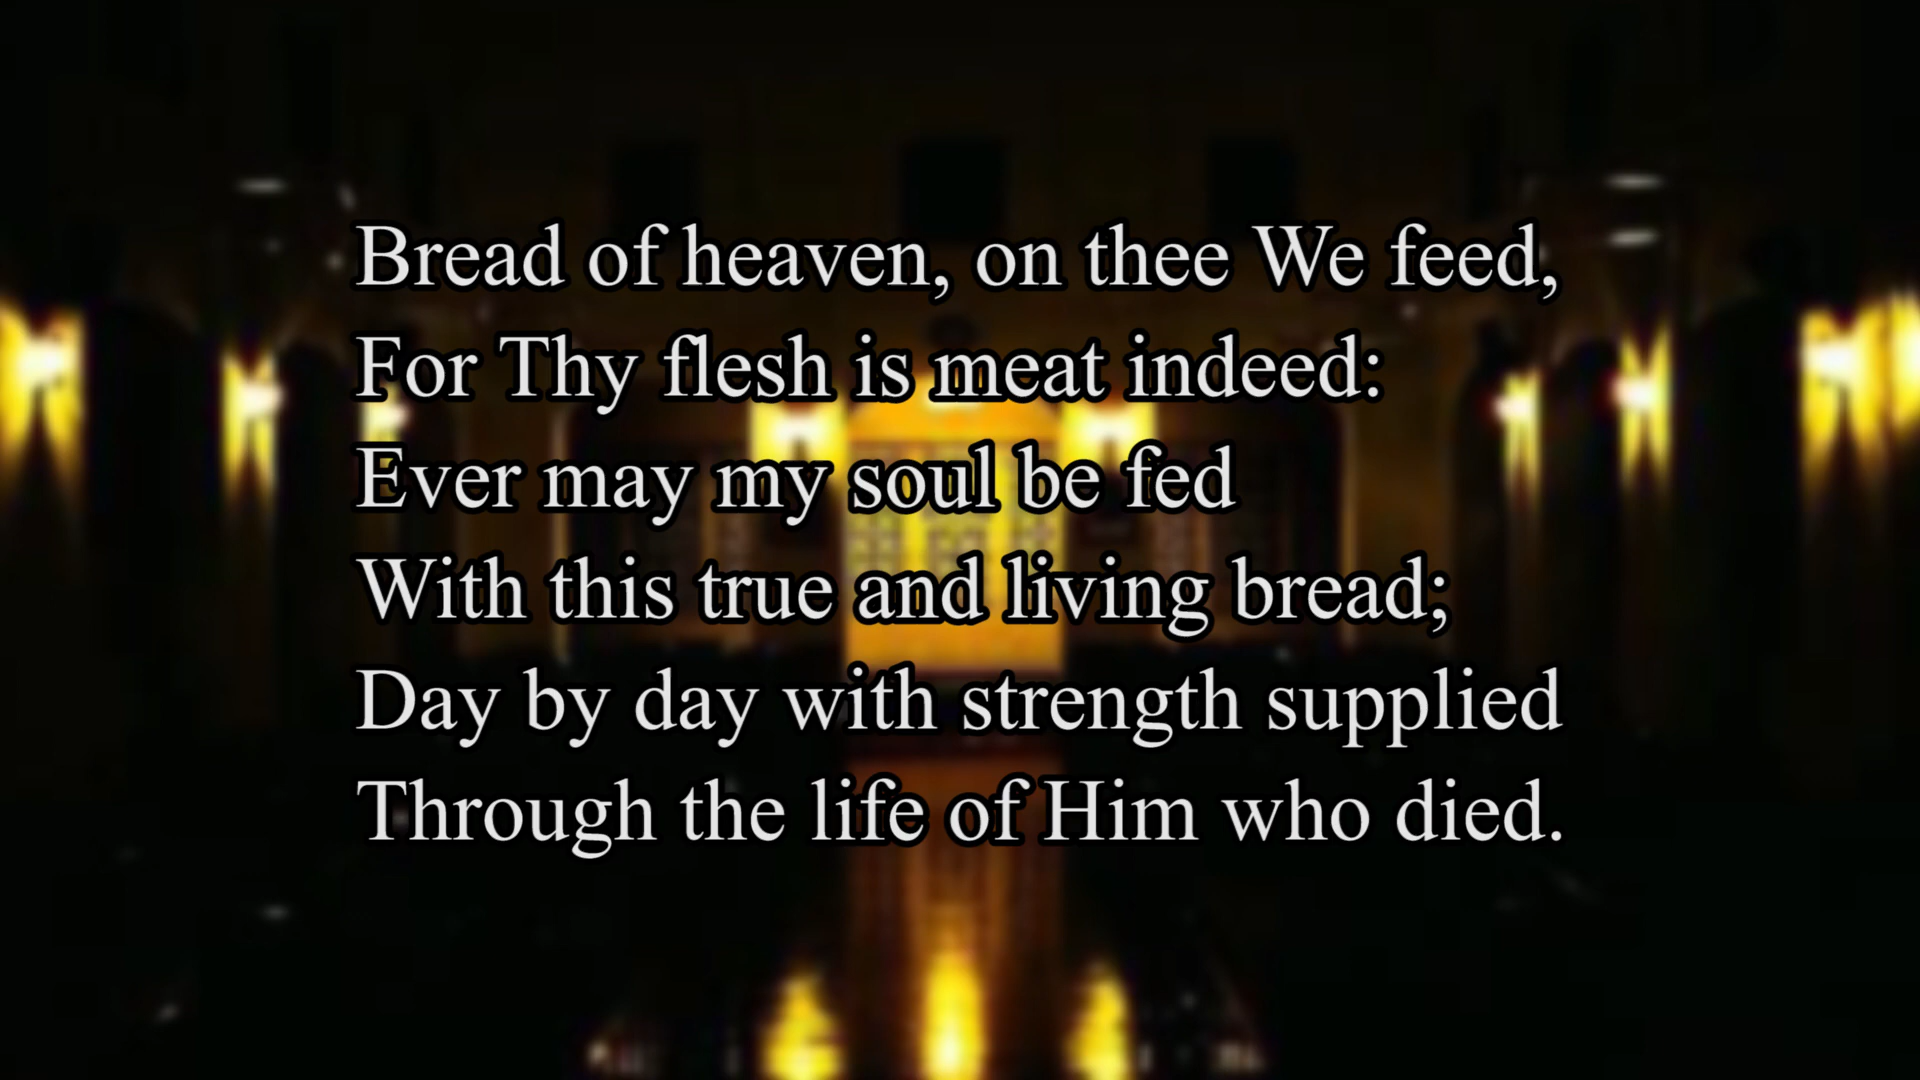 Bread of heaven, on thee We feed,
For Thy flesh is meat indeed:
Ever may my soul be fed
With this true and living bread;
Day by day with strength supplied
Through the life of Him who died.